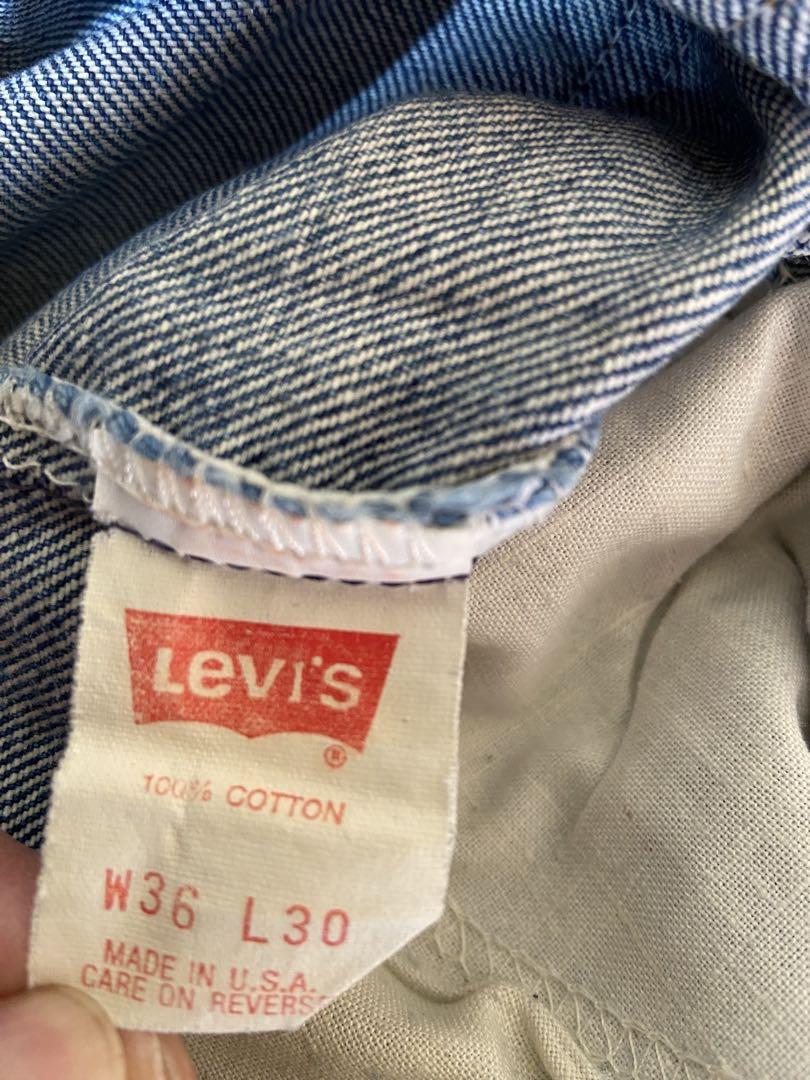 Levi's
®
100% COTTON
W36 L30
MADE IN U.S.A.
CARE ON REVERSE